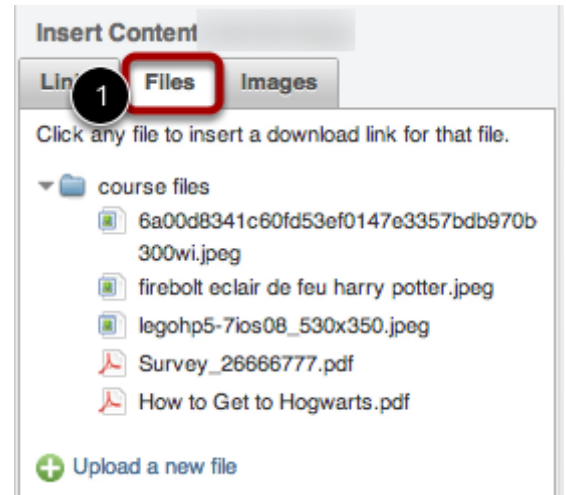 Insert Content
Files Images
1
Click any file to insert a download link for that file.
course files
6a00d8341c60fd53ef0147e3357bdb970b
300wi.jpeg
firebolt eclair de feu harry potter.jpeg
legohp5-7ios08_530x350.jpeg
Survey_26666777.pdf
How to Get to Hogwarts.pdf
Upload a new file